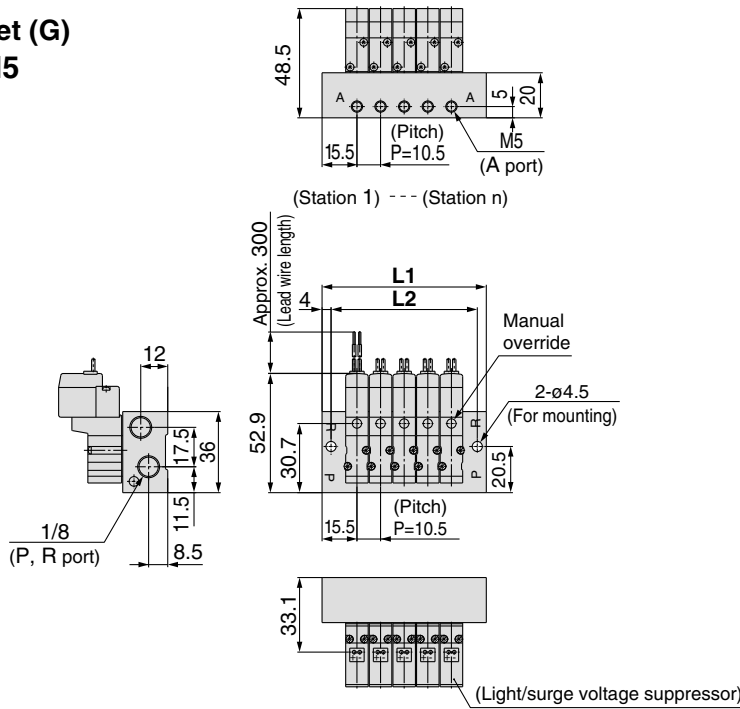 et (G)
48.5
A
A
5
20
(Pitch)
15.5
P=10.5
M5
(A port)
(Station 1) --- (Station n)
Approx. 300
(Lead wire length)
L1
4
L2
Manual
override
2-ø4.5
(For mounting)
12
17.5
36
11.5
52.9
30.7
R
R
P
P
20.5
1/8
(P, R port)
8.5
(Pitch)
15.5
P=10.5
33.1
(Light/surge voltage suppressor)